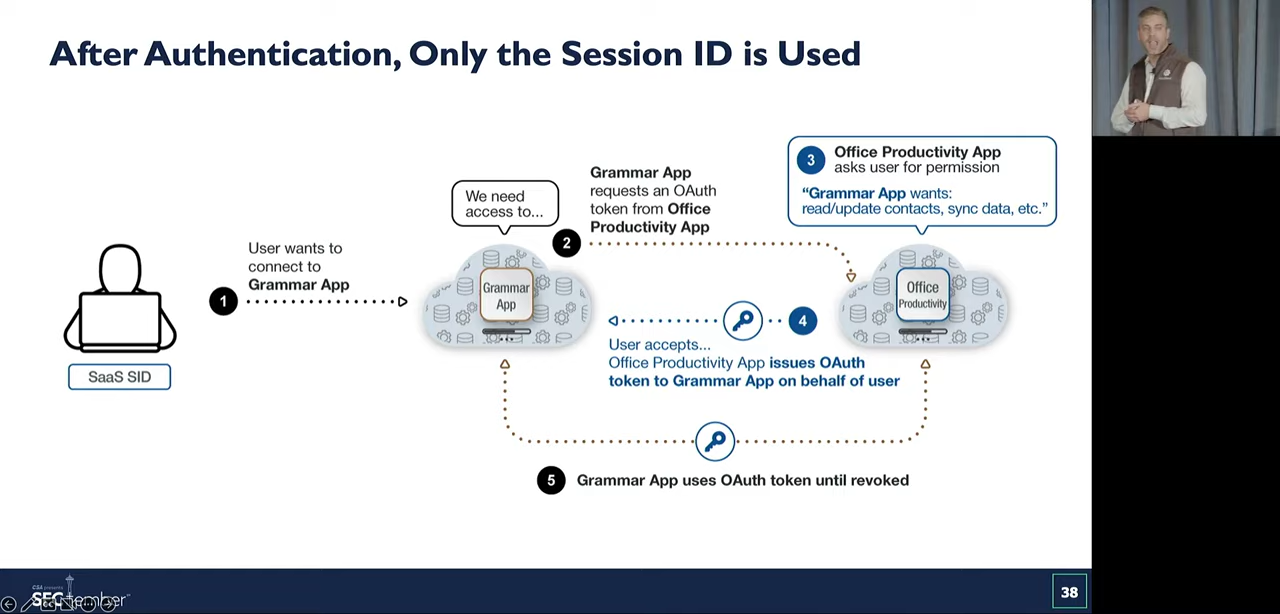 After Authentication, Only the Session ID is Used
SaaS SID
1
User wants to
connect to
Grammar App
We need
access to...
Grammar
App
2
Grammar App
requests an OAuth
token from Office
Productivity App
3
Office Productivity App
asks user for permission
“Grammar App wants:
read/update contacts, sync data, etc.”
Office
Productivity
4
User accepts...
Office Productivity App issues OAuth
token to Grammar App on behalf of user
5
Grammar App uses OAuth token until revoked
CSA presents
SECtember
38